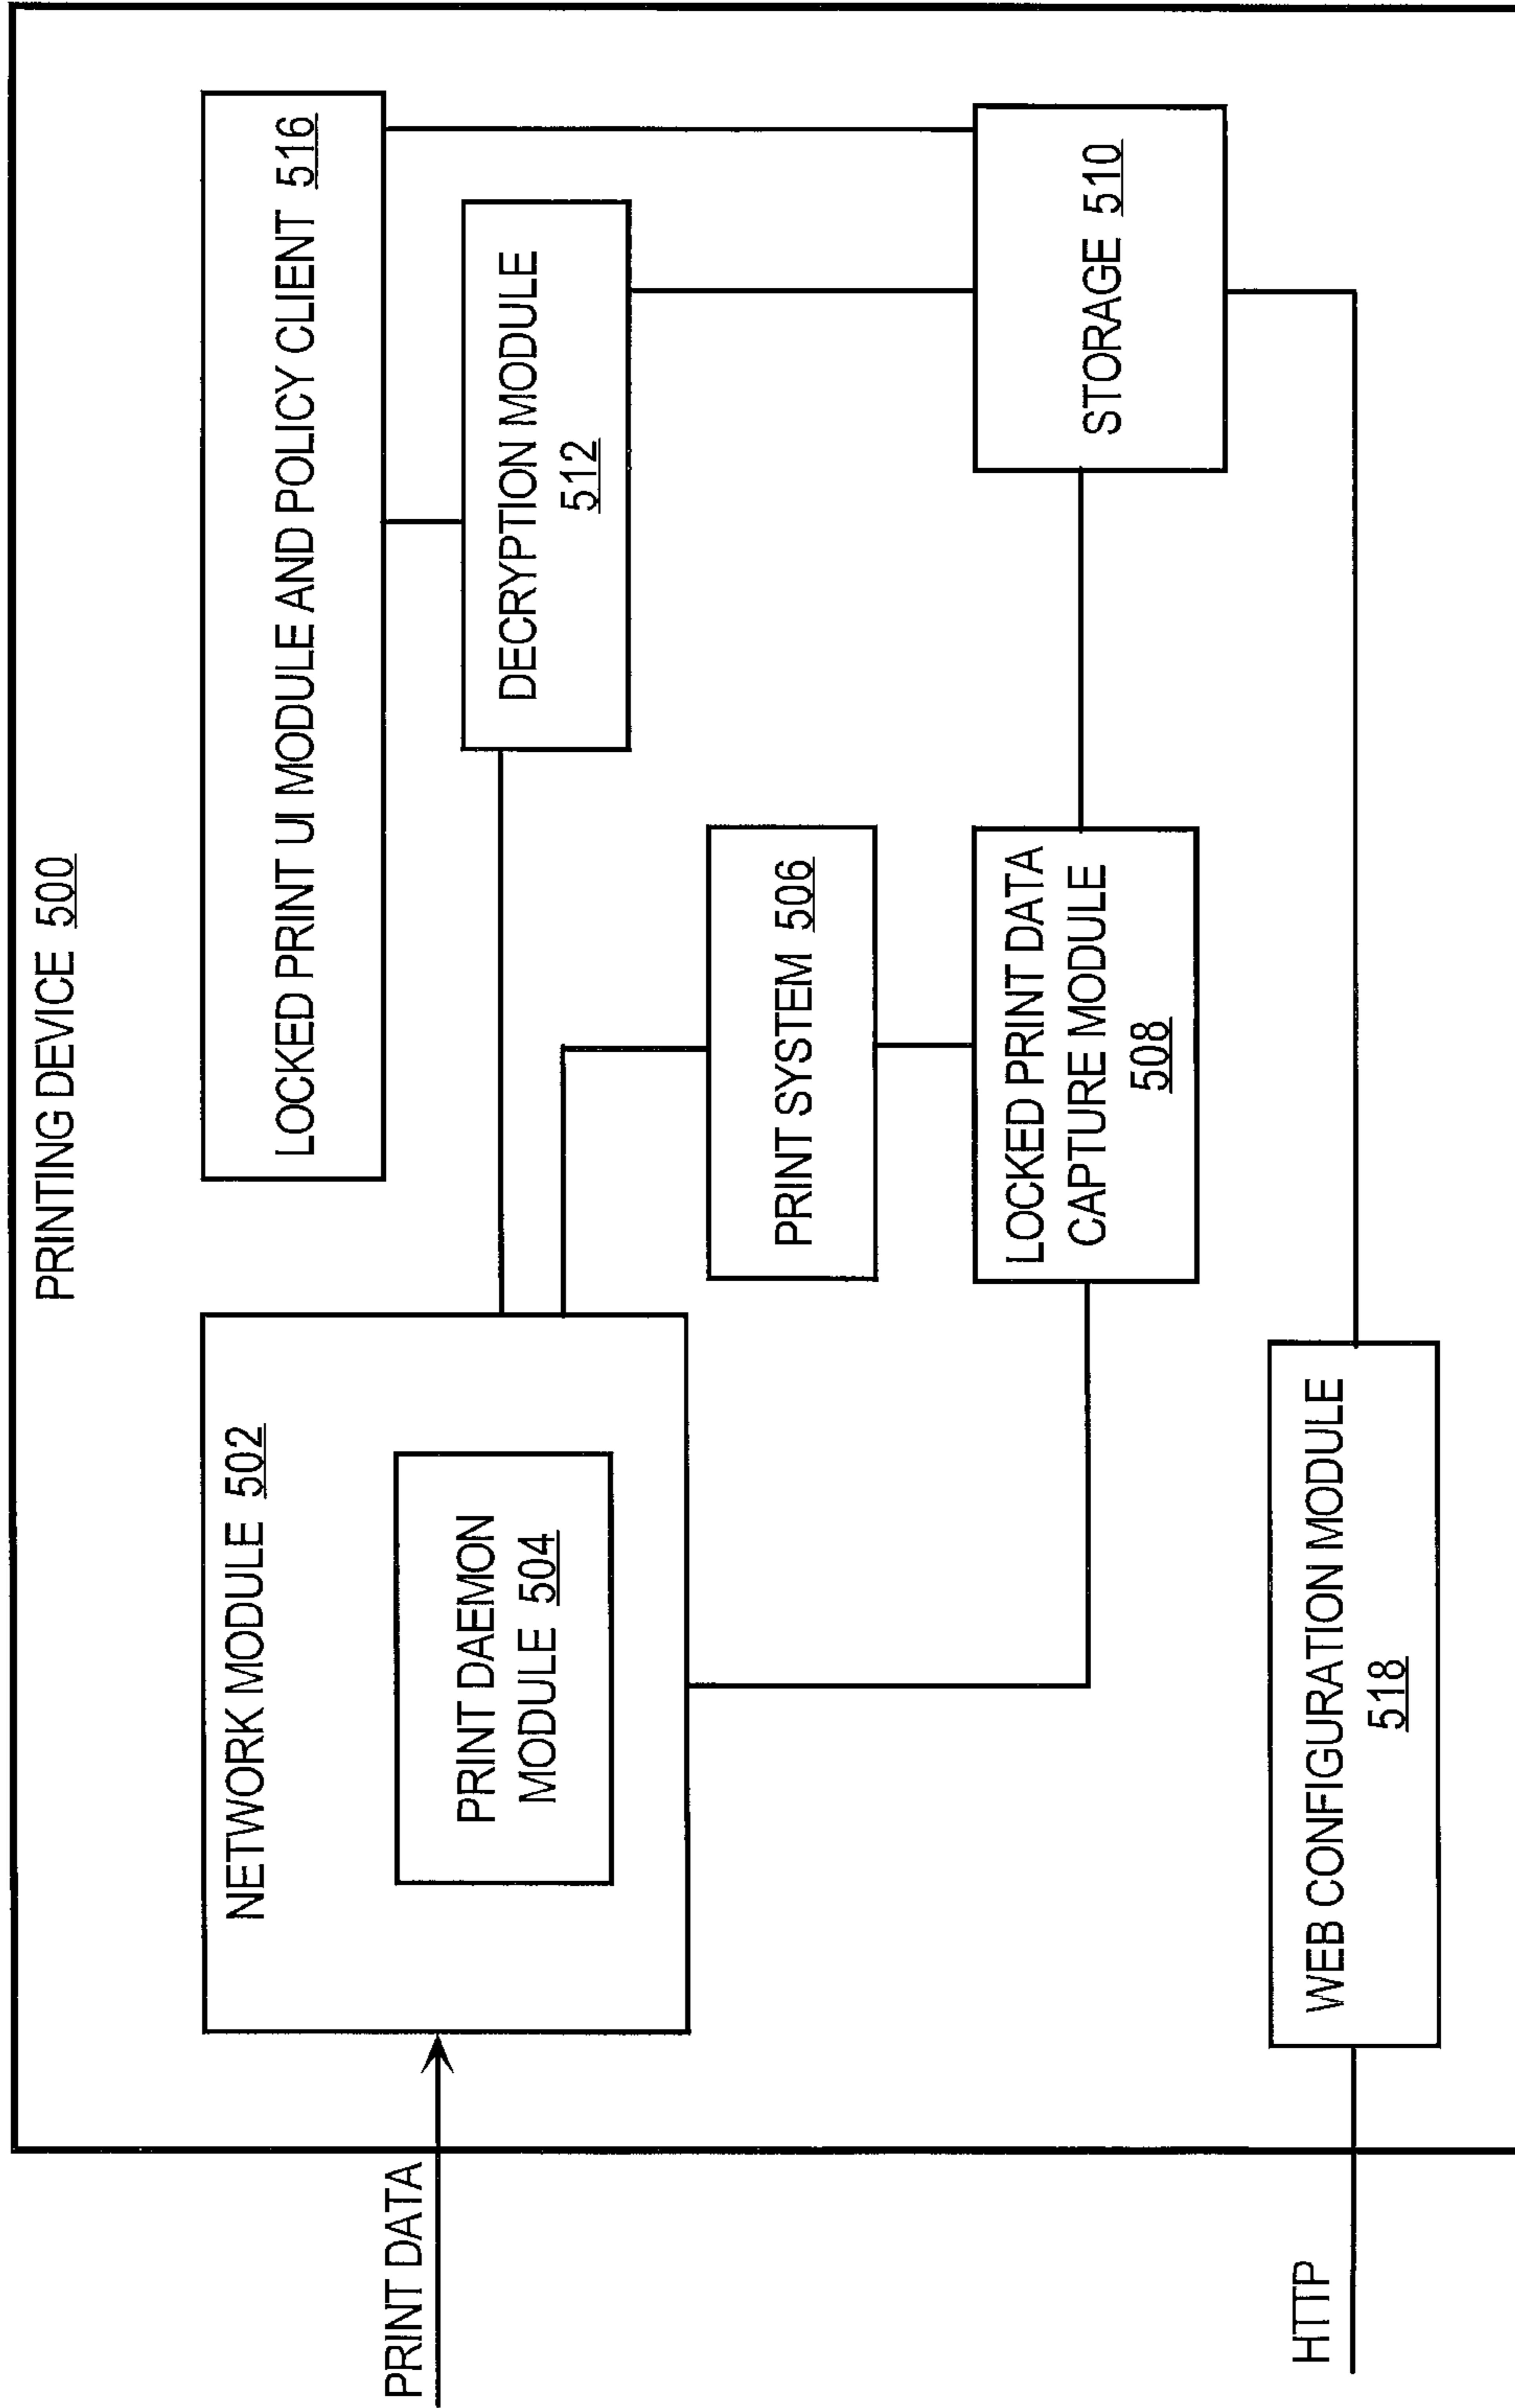 PRINTING DEVICE 500
PRINT DATA
NETWORK MODULE 502
PRINT DAEMON
MODULE 504
LOCKED PRINT UI MODULE AND POLICY CLIENT 516
DECRYPTION MODULE
512
PRINT SYSTEM 506
LOCKED PRINT DATA
CAPTURE MODULE
508
STORAGE 510
HTTP
WEB CONFIGURATION MODULE
518